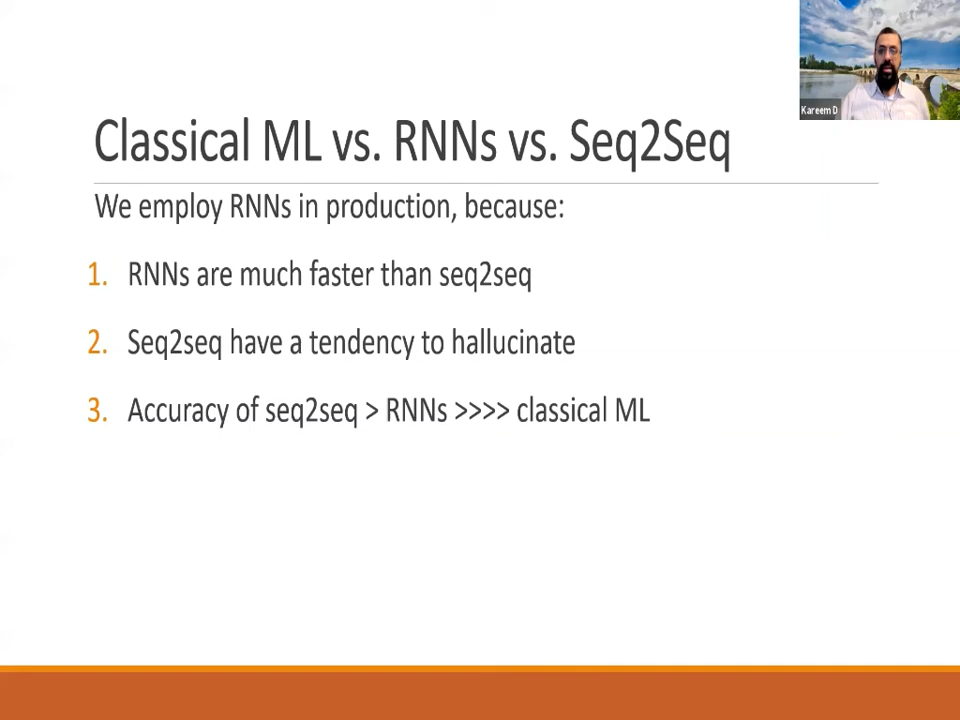 Kareem D
Classical ML vs. RNNs vs. Seq2Seq
We employ RNNs in production, because:
1. RNNs are much faster than seq2seq
2. Seq2seq have a tendency to hallucinate
3. Accuracy of seq2seq > RNNs >>>> classical ML